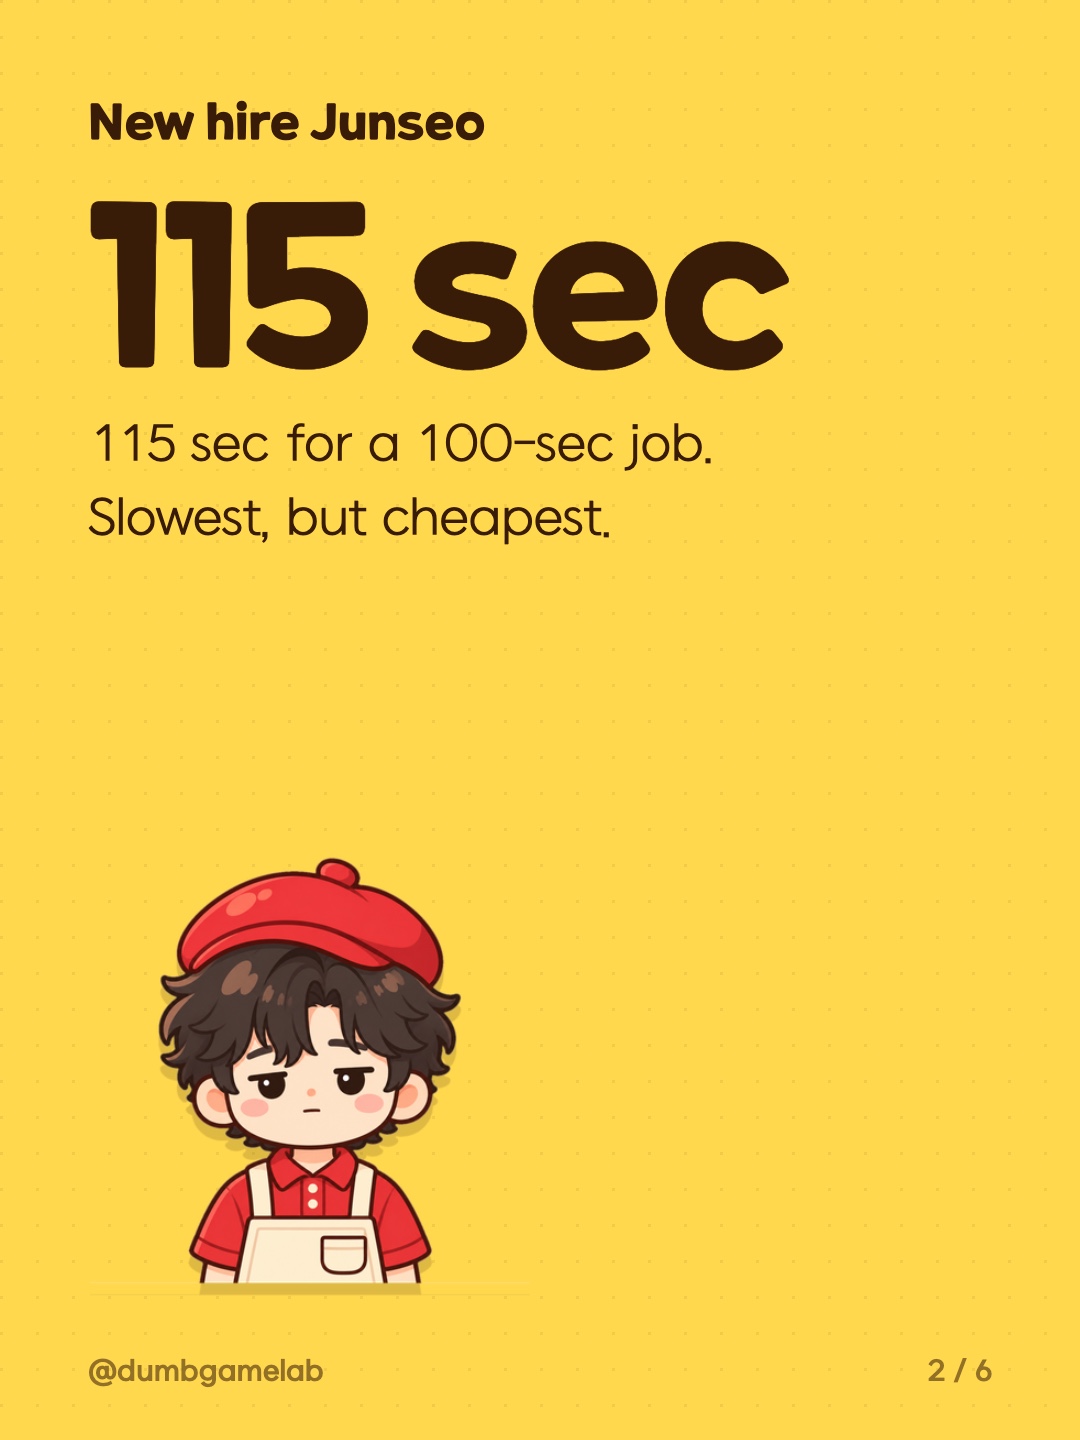 New hire Junseo
115 sec
115 sec for a 100-sec job.
Slowest, but cheapest.
@dumbgamelab
2 / 6